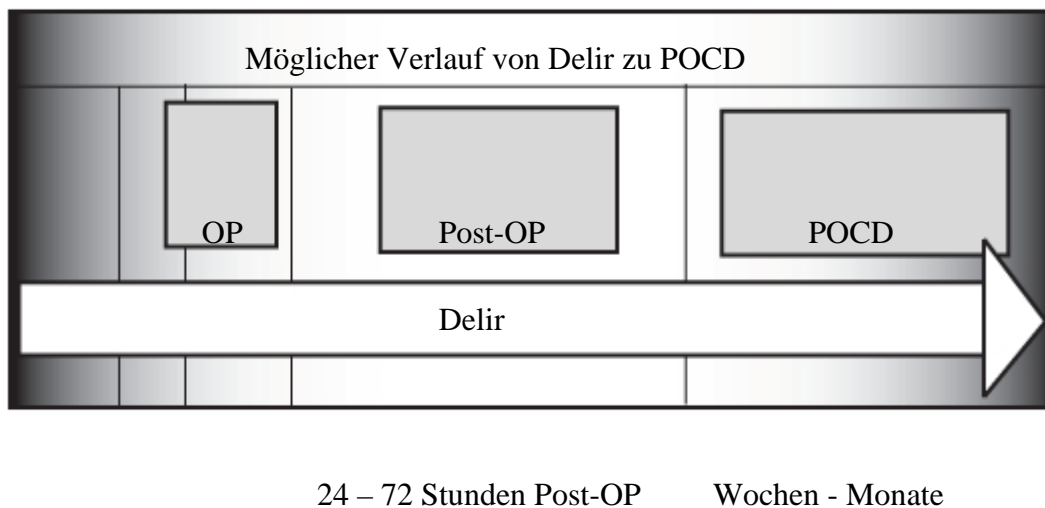 Möglicher Verlauf von Delir zu POCD
OP Post-OP POCD
Delir
24 – 72 Stunden Post-OP Wochen - Monate